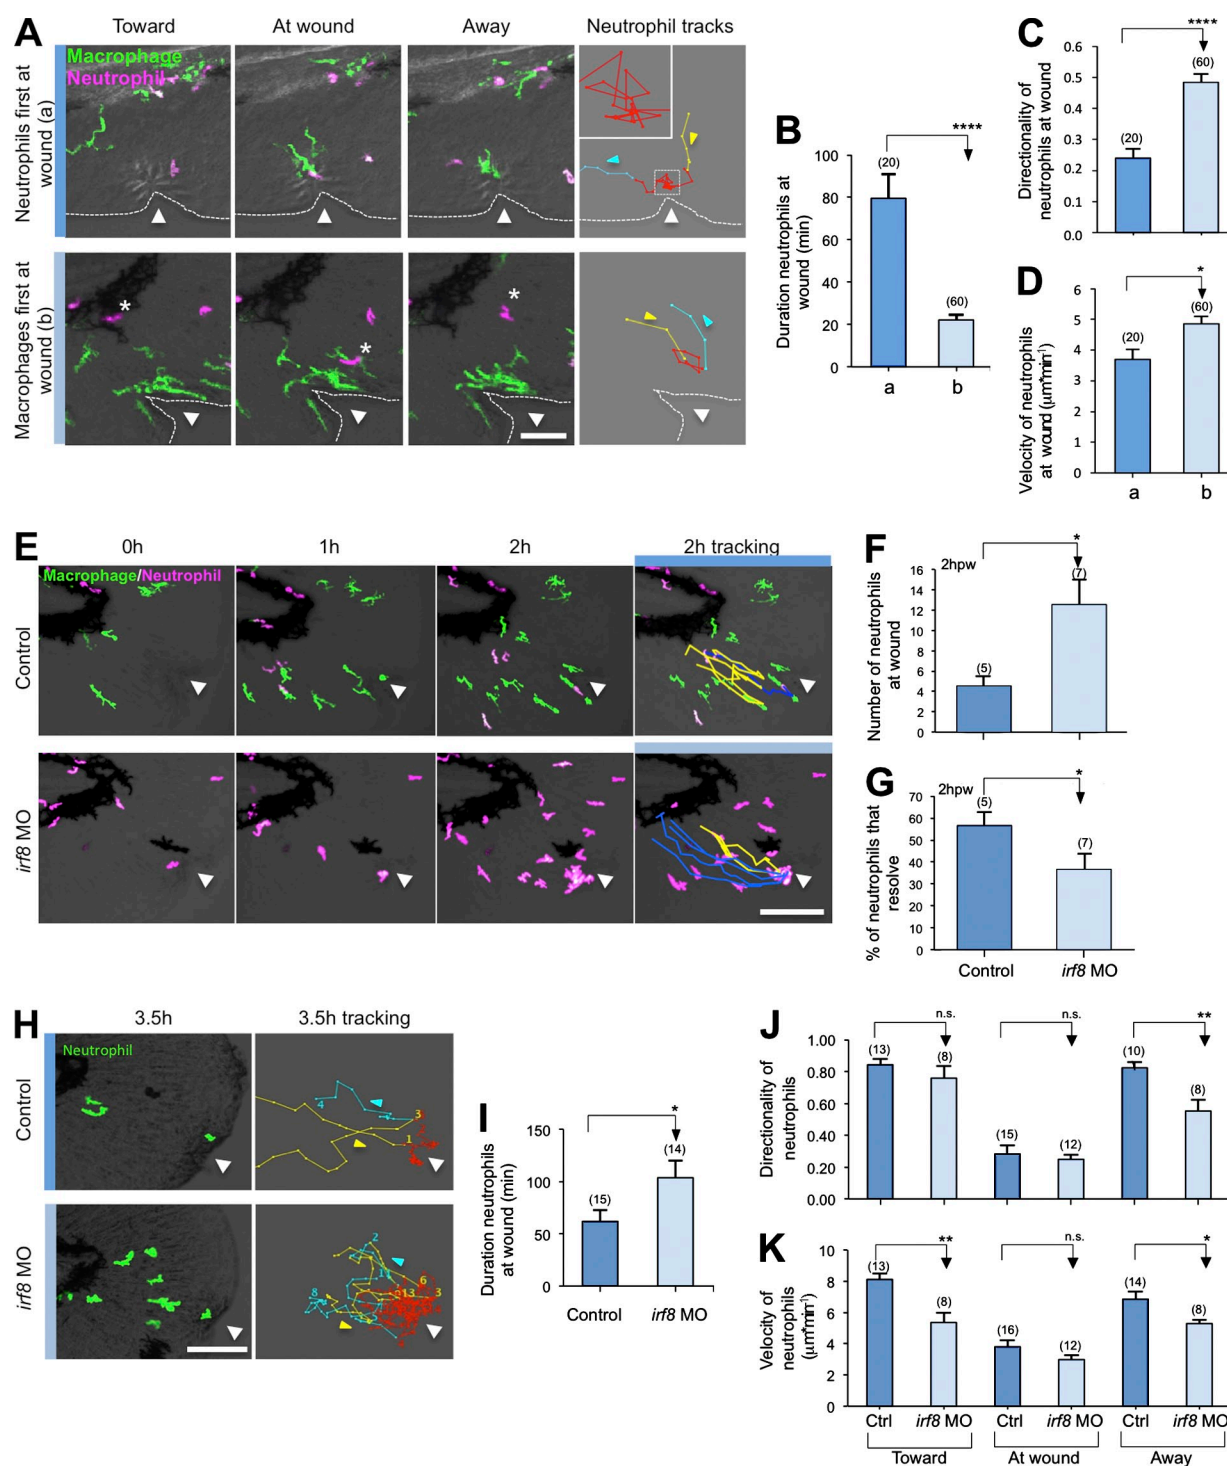 A
Toward
At wound
Away
Neutrophil tracks
Neutrophils first at
wound (a)
Macrophage
Neutrophil
Macrophages first at
wound (b)
*
*
*
B
Duration neutrophils at
wound (min)
100
80
60
40
20
0
(20)
(60)
****
a
b
C
Directionality of
neutrophils at wound
0.6
0.5
0.4
0.3
0.2
0.1
0.0
(20)
(60)
****
D
Velocity of neutrophils
at wound (µm*min-1)
6
5
4
3
2
1
0
(20)
(60)
*
a
b
E
0h
1h
2h
2h tracking
Macrophage/Neutrophil
Control
irf8 MO
F
2hpw
Number of neutrophils
at wound
16
14
12
10
8
6
4
2
0
(5)
(7)
*
G
2hpw
% of neutrophils that
resolve
70
60
50
40
30
20
10
0
(5)
(7)
*
Control
irf8 MO
H
3.5h
3.5h tracking
Neutrophil
Control
4
3
1
irf8 MO
2
11
6
8
13
3
I
Duration neutrophils
at wound (min)
150
100
50
0
(15)
(14)
*
Control
irf8 MO
J
Directionality of
neutrophils
1.00
0.80
0.60
0.40
0.20
0.00
(13)
(8)
n.s.
(15)
(12)
n.s.
(10)
(8)
**
K
Velocity of
neutrophils
(µm*min-1)
10
8
6
4
2
0
(13)
(8)
**
(16)
(12)
n.s.
(14)
(8)
*
Ctrl
irf8 MO
Ctrl
irf8 MO
Ctrl
irf8 MO
Toward
At wound
Away